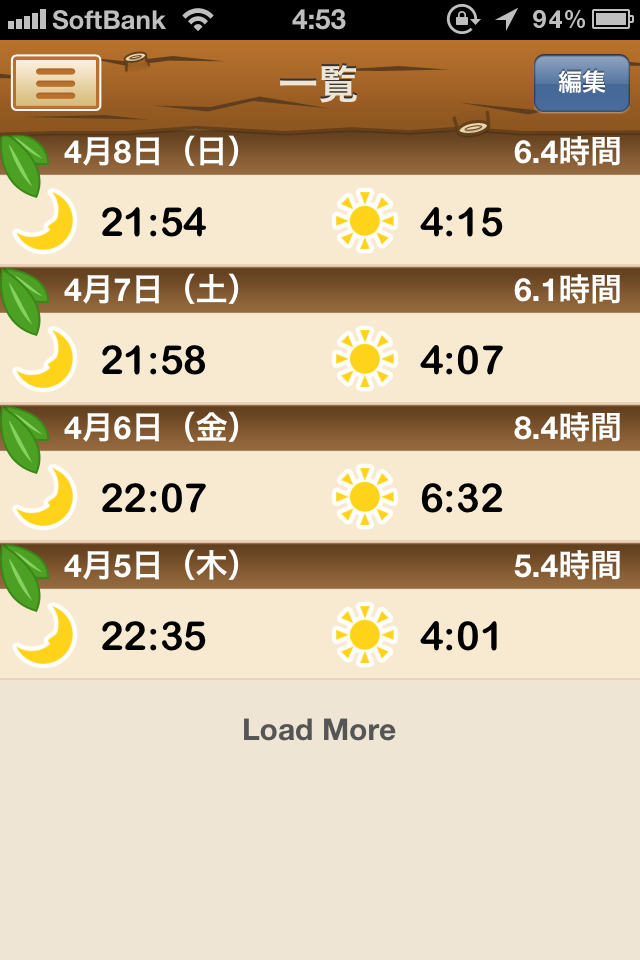 SoftBank 4:53 94%
一覧 編集
4月8日（日） 6.4時間
21:54 4:15
4月7日（土） 6.1時間
21:58 4:07
4月6日（金） 8.4時間
22:07 6:32
4月5日（木） 5.4時間
22:35 4:01
Load More